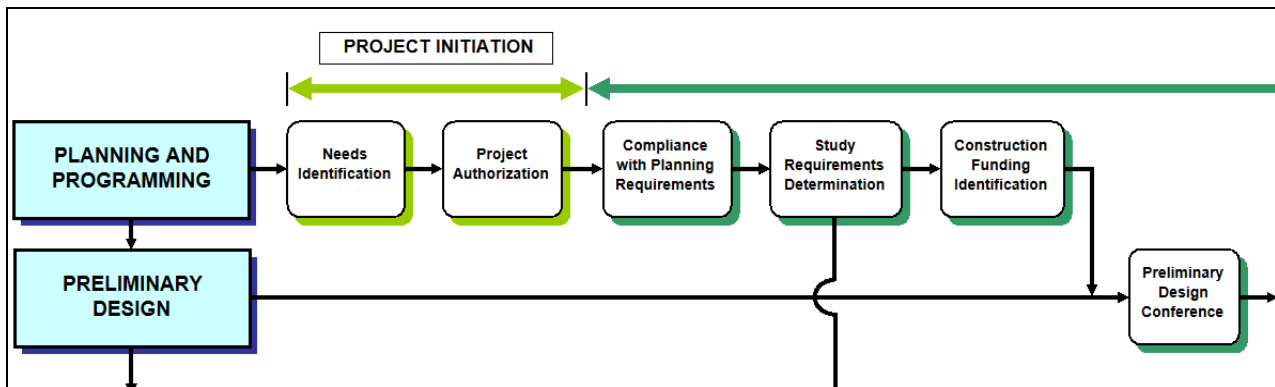 PROJECT INITIATION
PLANNING AND
PROGRAMMING
Needs
Identification
Project
Authorization
Compliance
with Planning
Requirements
Study
Requirements
Determination
Construction
Funding
Identification
PRELIMINARY
DESIGN
Preliminary
Design
Conference